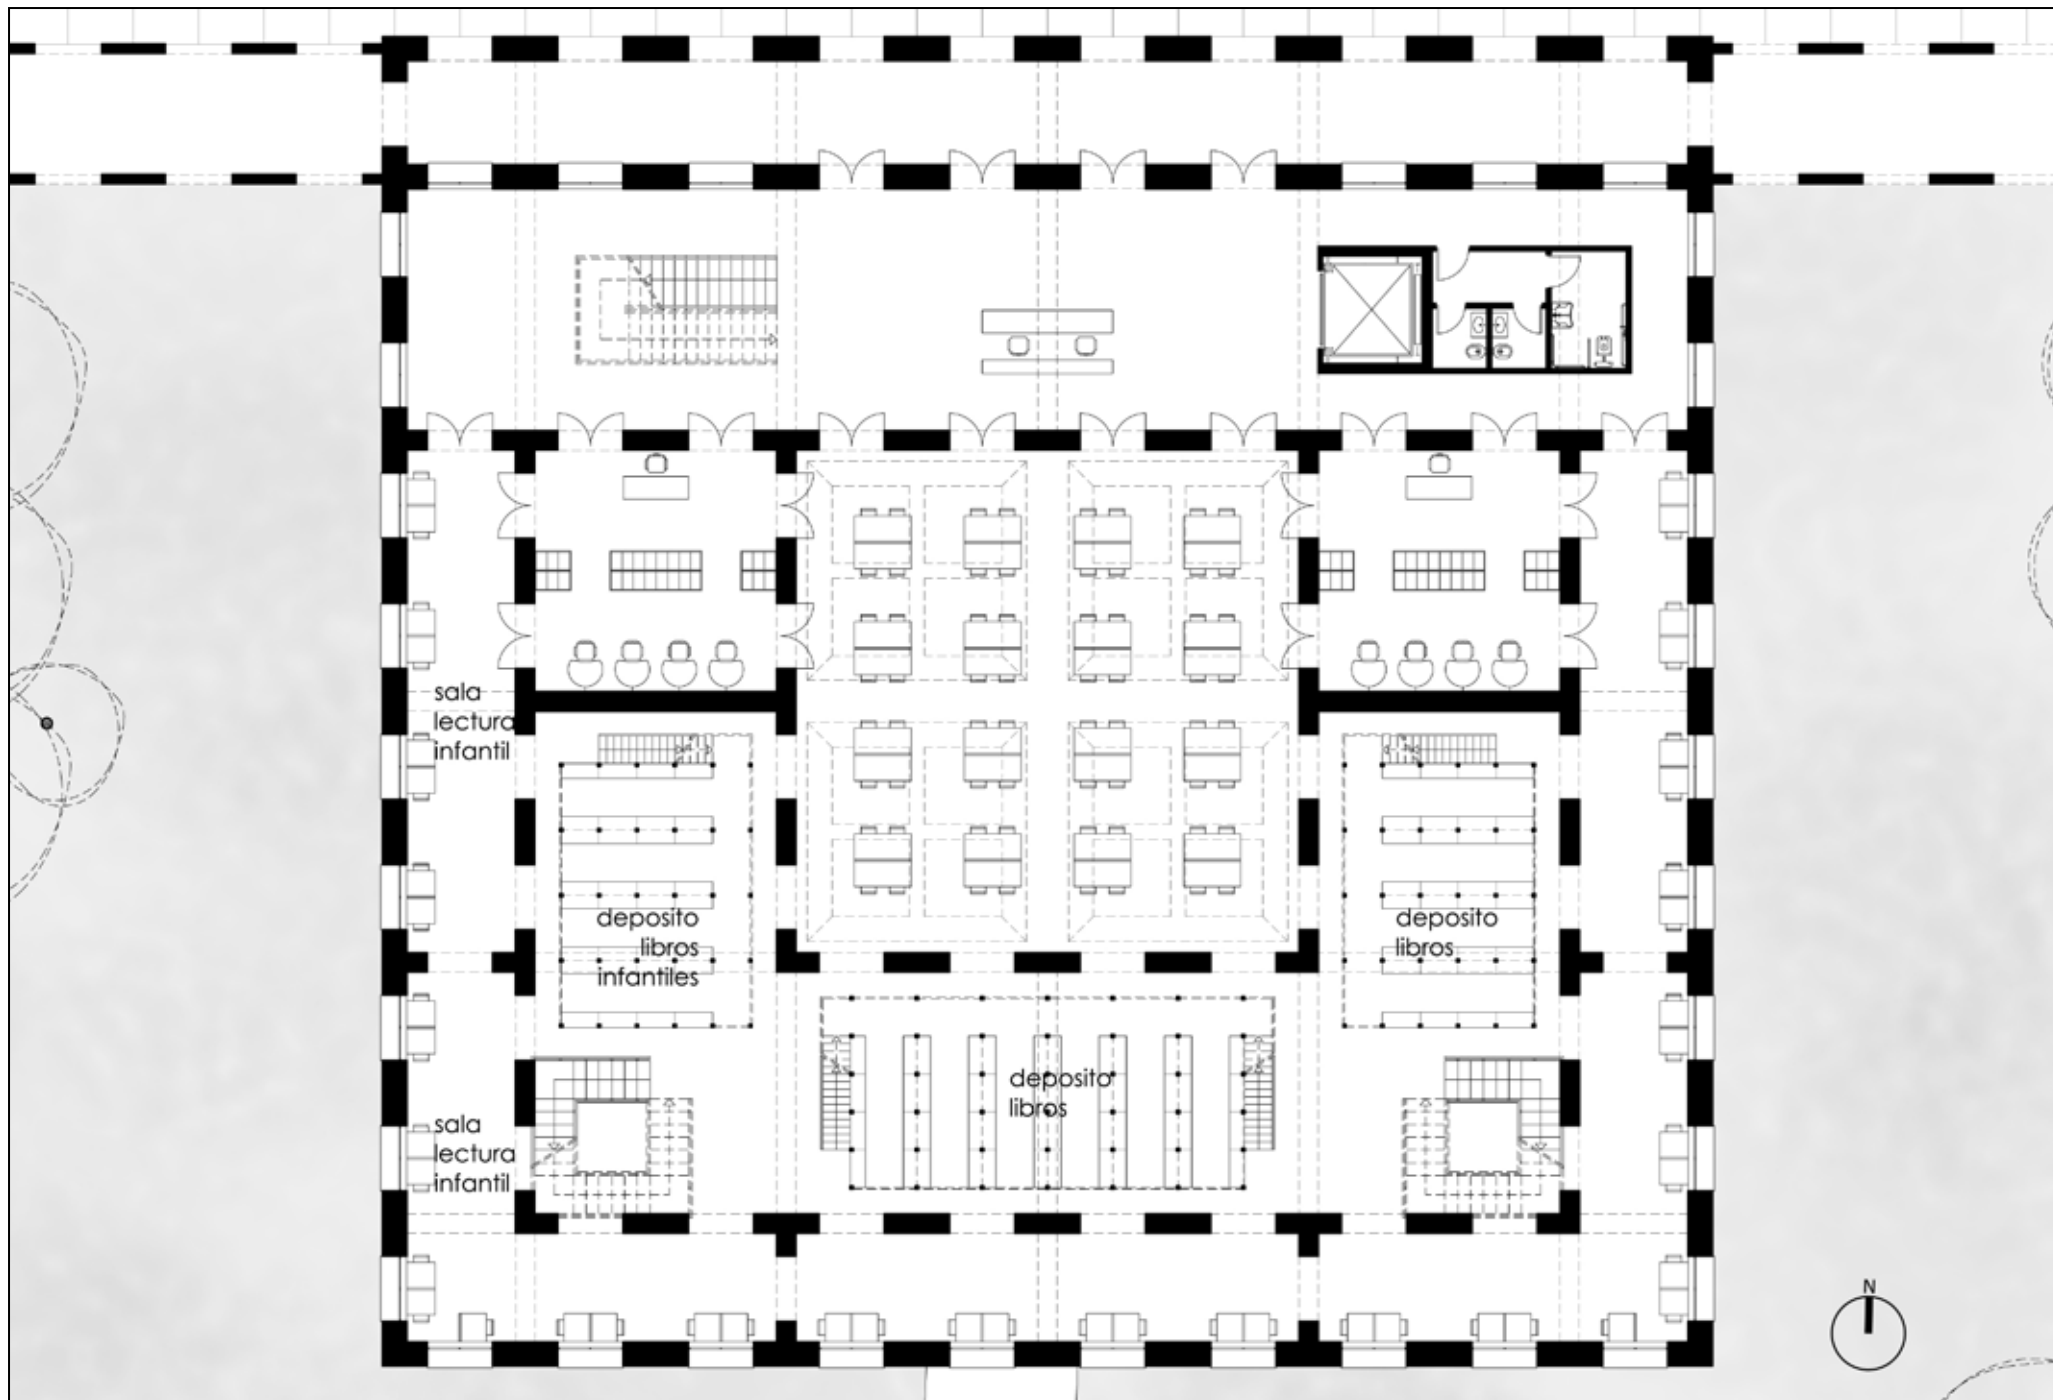 sala
lectura
infantil
deposito
libros
infantiles
deposito
libros
deposito
libros
sala
lectura
infantil
N